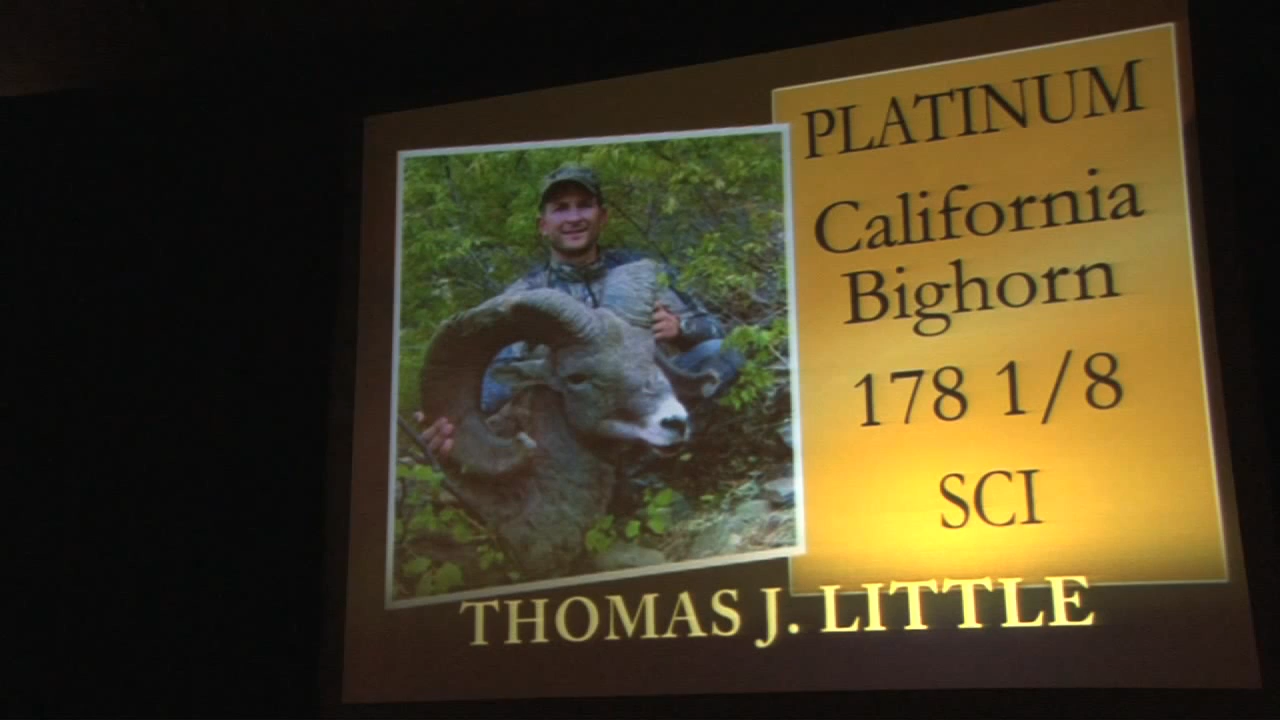 PLATINUM
California
Bighorn
178 1/8
SCI
THOMAS J. LITTLE